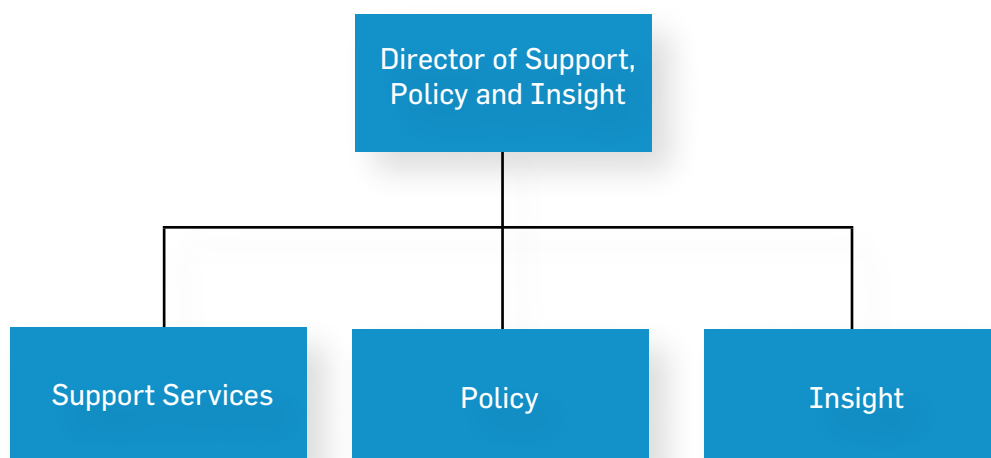 Director of Support,
Policy and Insight
Support Services
Policy
Insight